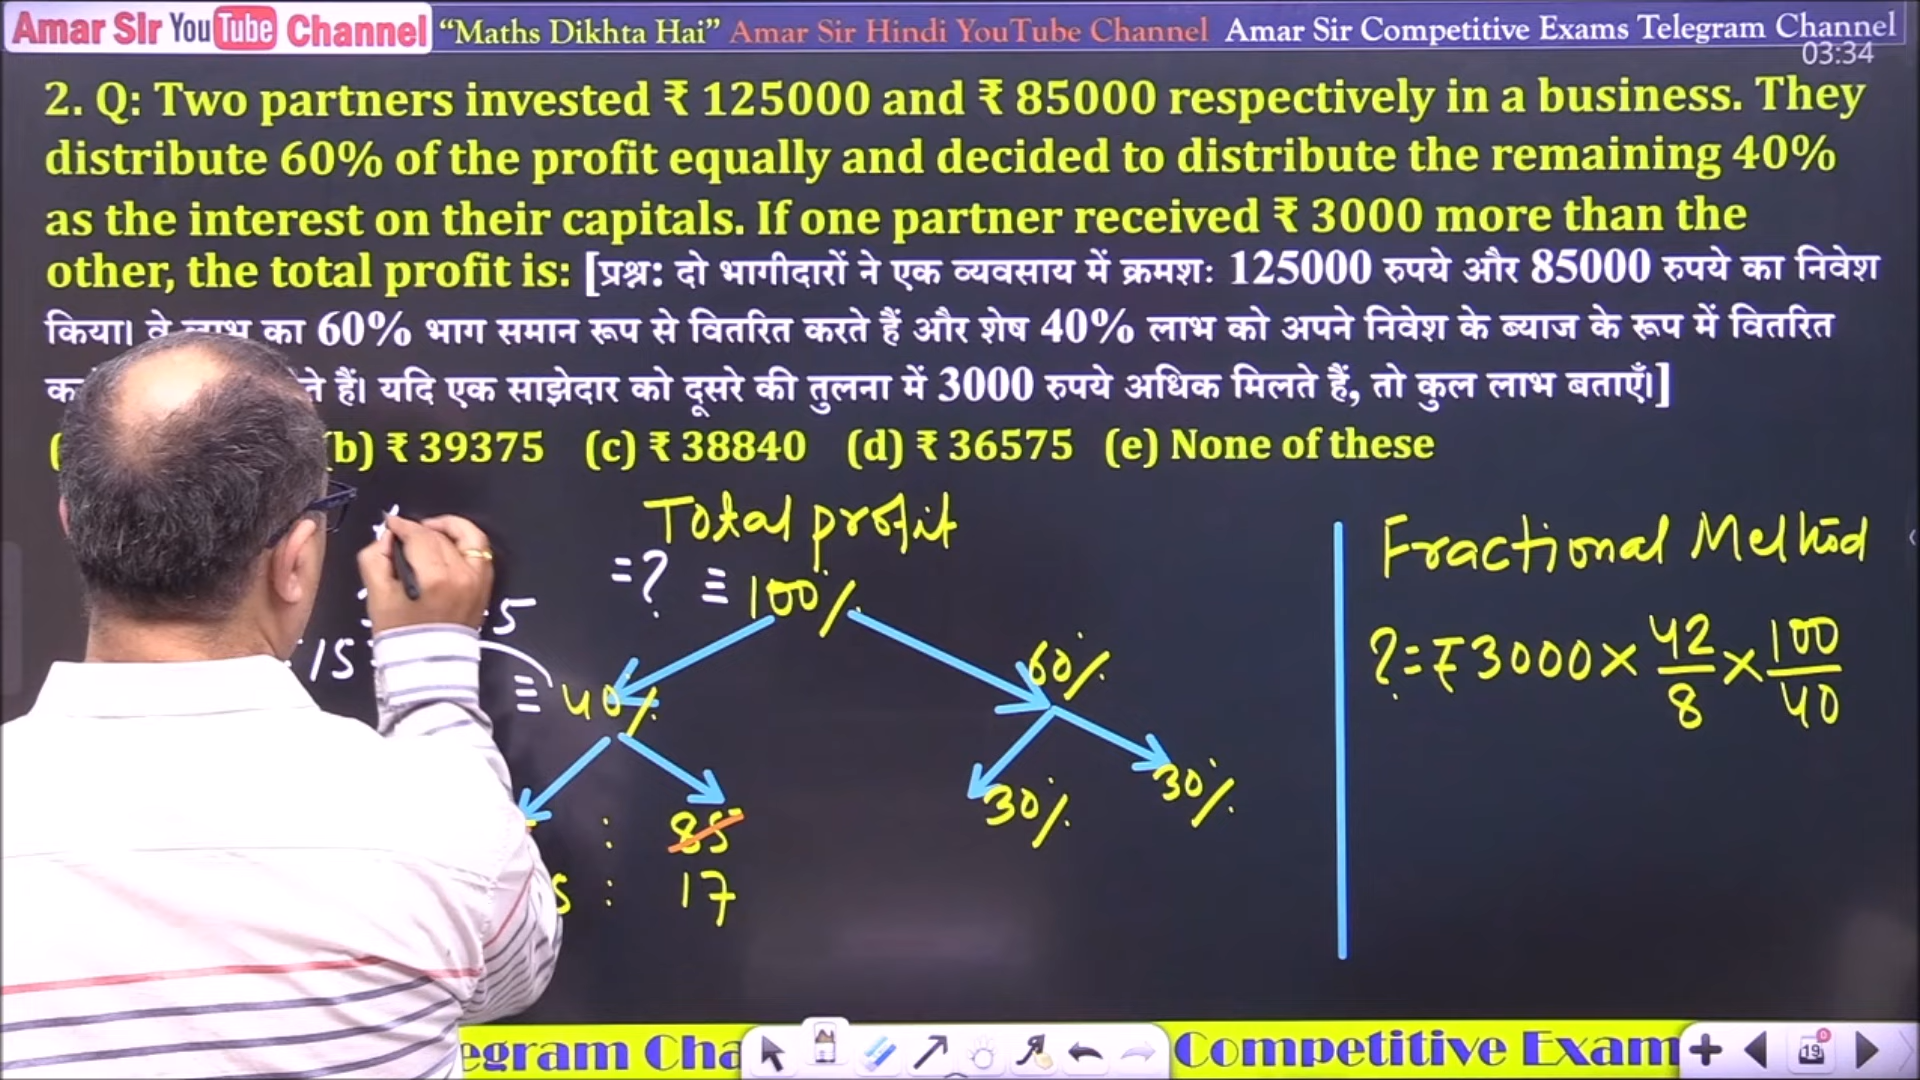 Amar SIr YouTube Channel "Maths Dikhta Hai" Amar Sir Hindi YouTube Channel Amar Sir Competitive Exams Telegram Channel
03:34
2. Q: Two partners invested ₹ 125000 and ₹ 85000 respectively in a business. They
distribute 60% of the profit equally and decided to distribute the remaining 40%
as the interest on their capitals. If one partner received ₹ 3000 more than the
other, the total profit is: [प्रश्न: दो भागीदारों ने एक व्यवसाय में क्रमशः 125000 रुपये और 85000 रुपये का निवेश
किया। वे लाभ का 60% भाग समान रूप से वितरित करते हैं और शेष 40% लाभ को अपने निवेश के ब्याज के रूप में वितरित
हैं। यदि एक साझेदार को दूसरे की तुलना में 3000 रुपये अधिक मिलते हैं, तो कुल लाभ बताएँ।]
(b) ₹ 39375 (c) ₹ 38840 (d) ₹ 36575 (e) None of these
Total profit
=? ≡ 100%
40% 60%
: 85
: 17
30% 30%
Fractional Method
?=₹3000×42/8×100/40
egram Cha
Competitive Exam
19